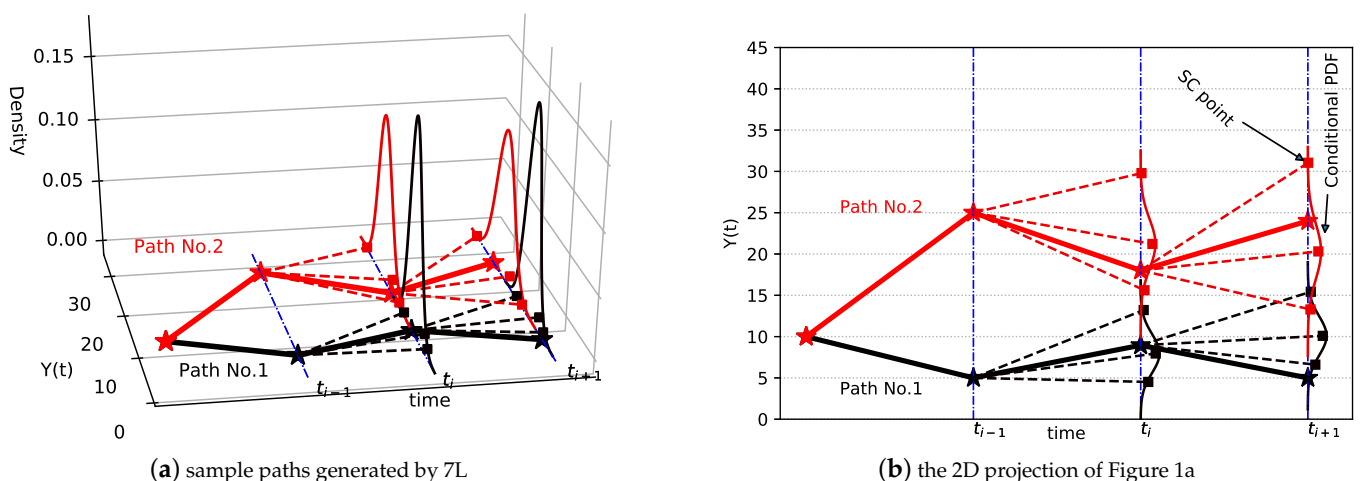 0.15
0.10
0.05
0.00
Density
Path No.2
Path No.1
30
20
10
0
Y(t)
t_{i−1}
t_i
t_{i+1}
time
(a) sample paths generated by 7L
45
40
35
30
25
20
15
10
5
0
Y(t)
Path No.2
Path No.1
SC point
Conditional PDF
t_{i−1}
time
t_i
t_{i+1}
(b) the 2D projection of Figure 1a